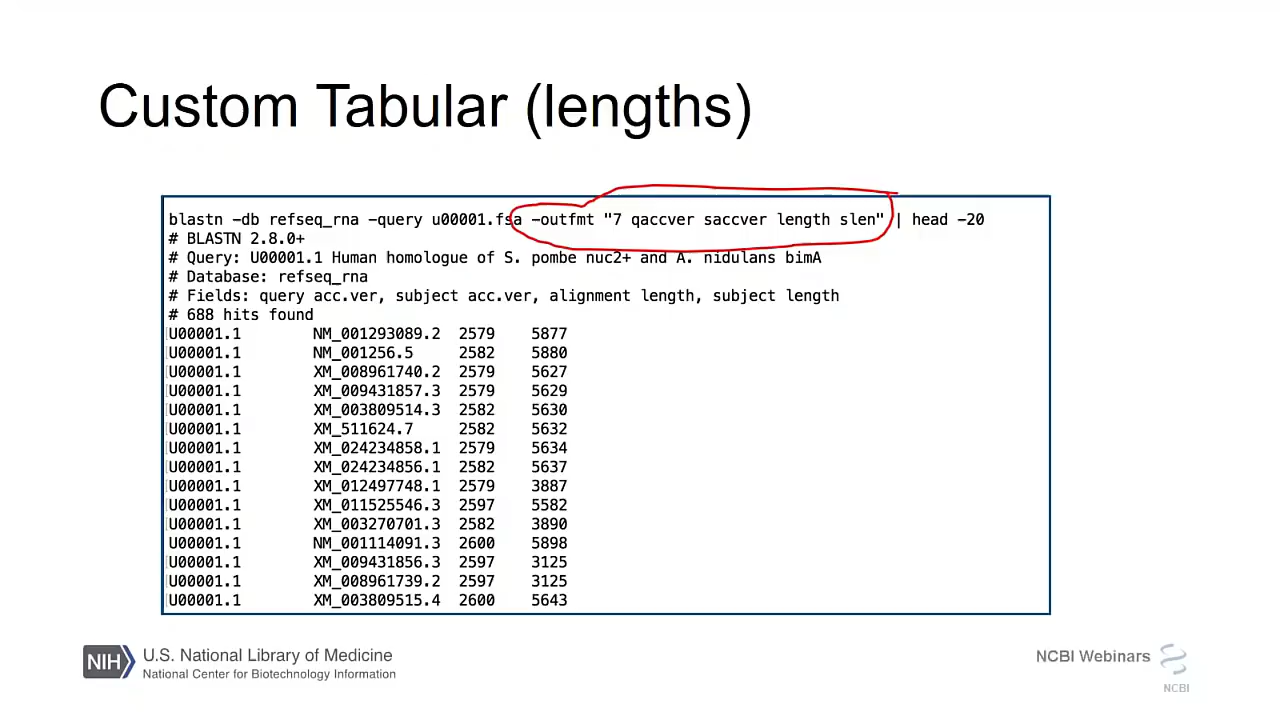 Custom Tabular (lengths)
blastn -db refseq_rna -query u00001.fsa -outfmt "7 qaccver saccver length slen" | head -20
# BLASTN 2.8.0+
# Query: U00001.1 Human homologue of S. pombe nuc2+ and A. nidulans bimA
# Database: refseq_rna
# Fields: query acc.ver, subject acc.ver, alignment length, subject length
# 688 hits found
U00001.1 NM_001293089.2 2579 5877
U00001.1 NM_001256.5 2582 5880
U00001.1 XM_008961740.2 2579 5627
U00001.1 XM_009431857.3 2579 5629
U00001.1 XM_003809514.3 2582 5630
U00001.1 XM_511624.7 2582 5632
U00001.1 XM_024234858.1 2579 5634
U00001.1 XM_024234856.1 2582 5637
U00001.1 XM_012497748.1 2579 3887
U00001.1 XM_011525546.3 2597 5582
U00001.1 XM_003270701.3 2582 3890
U00001.1 NM_001114091.3 2600 5898
U00001.1 XM_009431856.3 2597 3125
U00001.1 XM_008961739.2 2597 3125
U00001.1 XM_003809515.4 2600 5643
NIH U.S. National Library of Medicine
National Center for Biotechnology Information
NCBI Webinars
NCBI